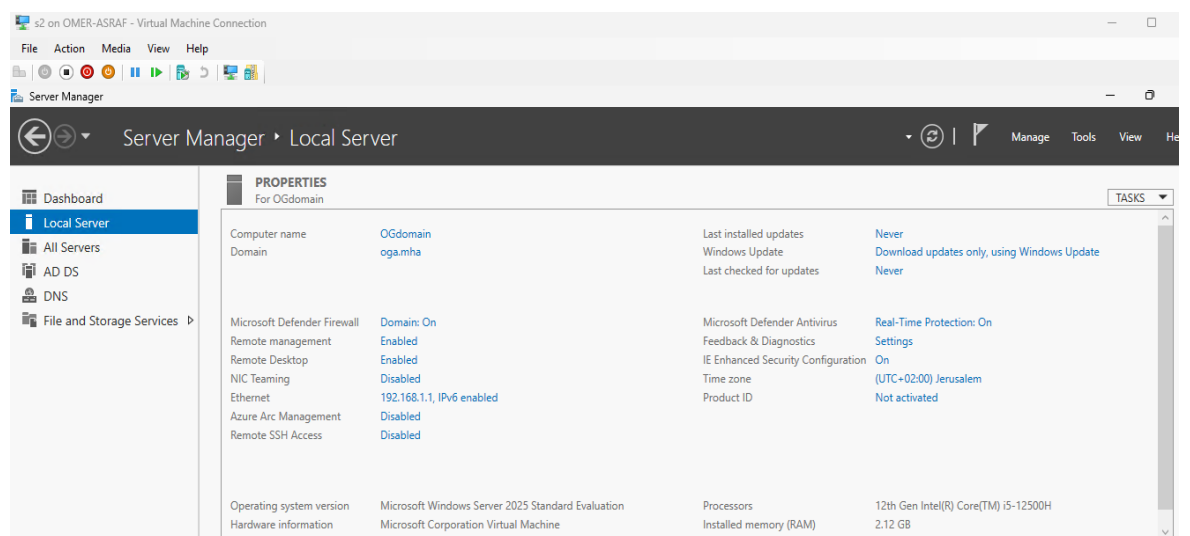 s2 on OMER-ASRAF - Virtual Machine Connection
File Action Media View Help
Server Manager
Server Manager • Local Server
Manage Tools View He
Dashboard
Local Server
All Servers
AD DS
DNS
File and Storage Services
PROPERTIES
For OGdomain
TASKS
Computer name OGdomain Last installed updates Never
Domain oga.mha Windows Update Download updates only, using Windows Update
Last checked for updates Never
Microsoft Defender Firewall Domain: On Microsoft Defender Antivirus Real-Time Protection: On
Remote management Enabled Feedback & Diagnostics Settings
Remote Desktop Enabled IE Enhanced Security Configuration On
NIC Teaming Disabled Time zone (UTC+02:00) Jerusalem
Ethernet 192.168.1.1, IPv6 enabled Product ID Not activated
Azure Arc Management Disabled
Remote SSH Access Disabled
Operating system version Microsoft Windows Server 2025 Standard Evaluation Processors 12th Gen Intel(R) Core(TM) i5-12500H
Hardware information Microsoft Corporation Virtual Machine Installed memory (RAM) 2.12 GB